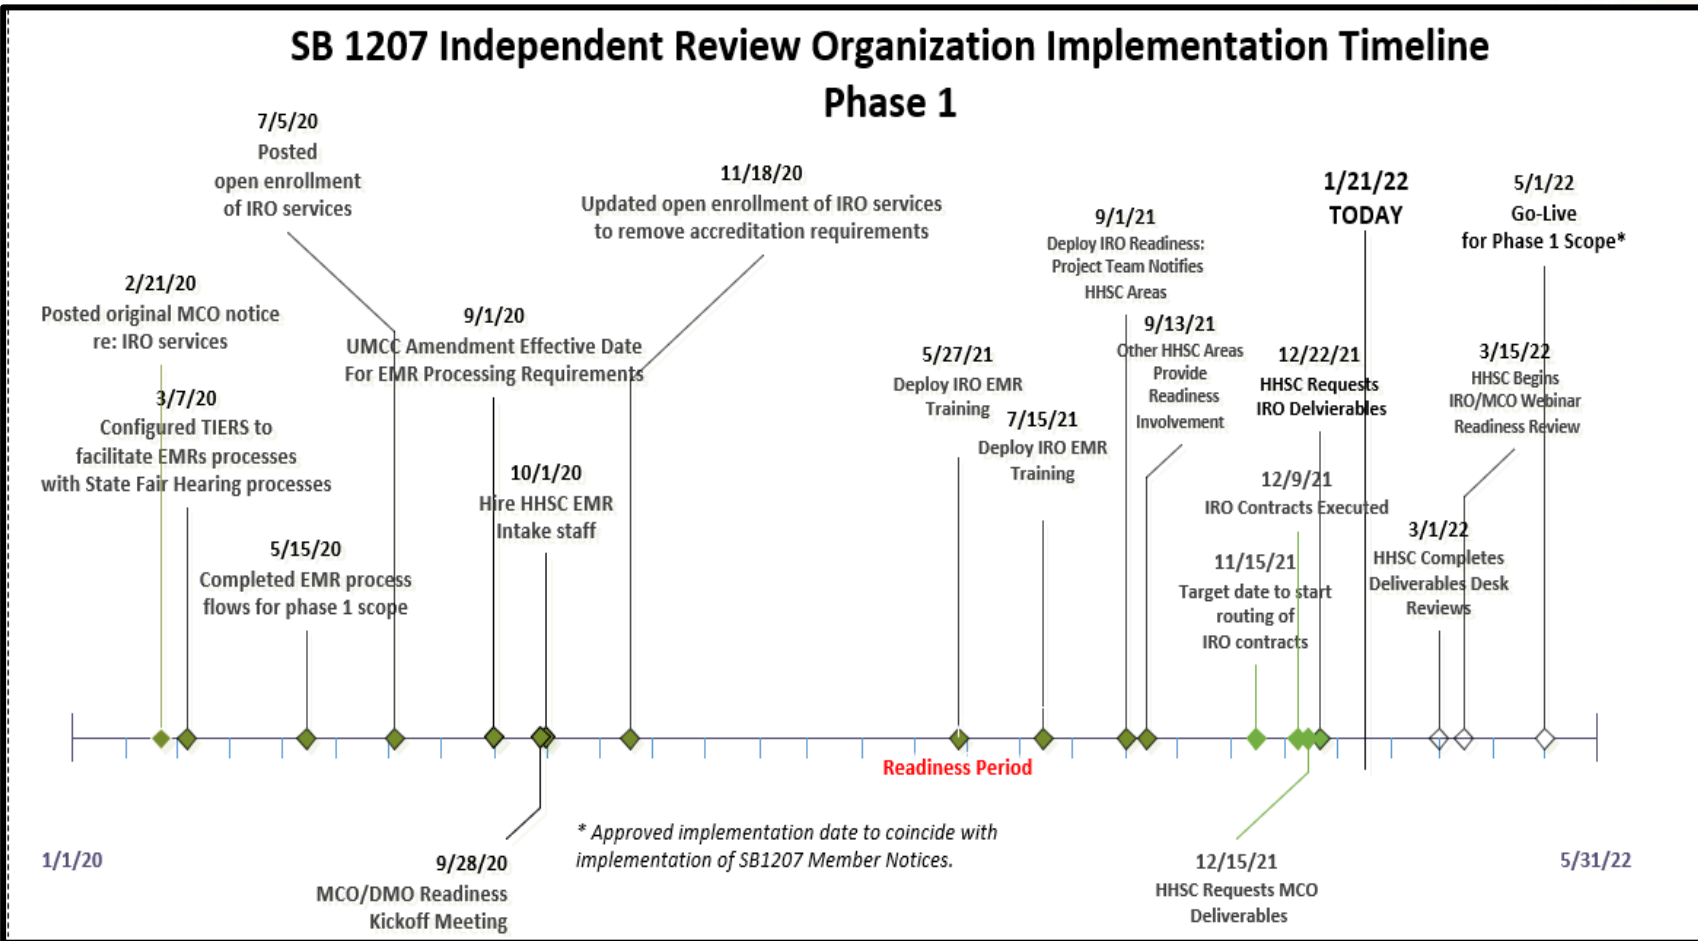 SB 1207 Independent Review Organization Implementation Timeline
Phase 1
7/5/20
Posted
open enrollment
of IRO services
11/18/20
Updated open enrollment of IRO services
to remove accreditation requirements
1/21/22
TODAY
5/1/22
Go-Live
for Phase 1 Scope*
9/1/21
Deploy IRO Readiness:
Project Team Notifies
HHSC Areas
2/21/20
Posted original MCO notice
re: IRO services
9/1/20
UMCC Amendment Effective Date
For EMR Processing Requirements
9/13/21
Other HHSC Areas
Provide
Readiness
Involvement
5/27/21
Deploy IRO EMR
Training
12/22/21
HHSC Requests
IRO Delvierables
3/15/22
HHSC Begins
IRO/MCO Webinar
Readiness Review
3/7/20
Configured TIERS to
facilitate EMRs processes
with State Fair Hearing processes
7/15/21
Deploy IRO EMR
Training
10/1/20
Hire HHSC EMR
Intake staff
12/9/21
IRO Contracts Executed
3/1/22
HHSC Completes
Deliverables Desk
Reviews
5/15/20
Completed EMR process
flows for phase 1 scope
11/15/21
Target date to start
routing of
IRO contracts
Readiness Period
1/1/20
9/28/20
MCO/DMO Readiness
Kickoff Meeting
* Approved implementation date to coincide with
implementation of SB1207 Member Notices.
12/15/21
HHSC Requests MCO
Deliverables
5/31/22